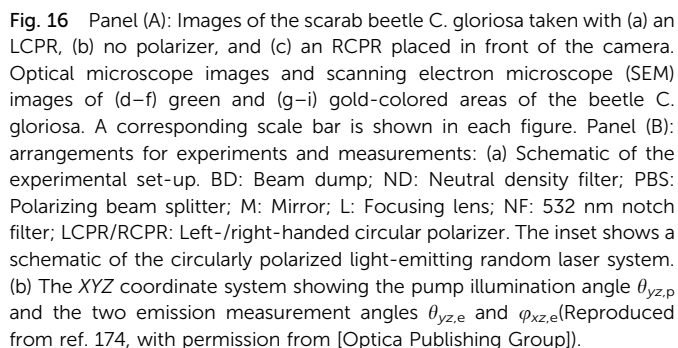 Fig. 16 Panel (A): Images of the scarab beetle C. gloriosa taken with (a) an
LCPR, (b) no polarizer, and (c) an RCPR placed in front of the camera.
Optical microscope images and scanning electron microscope (SEM)
images of (d–f) green and (g–i) gold-colored areas of the beetle C.
gloriosa. A corresponding scale bar is shown in each figure. Panel (B):
arrangements for experiments and measurements: (a) Schematic of the
experimental set-up. BD: Beam dump; ND: Neutral density filter; PBS:
Polarizing beam splitter; M: Mirror; L: Focusing lens; NF: 532 nm notch
filter; LCPR/RCPR: Left-/right-handed circular polarizer. The inset shows a
schematic of the circularly polarized light-emitting random laser system.
(b) The XYZ coordinate system showing the pump illumination angle θyz,p
and the two emission measurement angles θyz,e and φxz,e(Reproduced
from ref. 174, with permission from [Optica Publishing Group]).